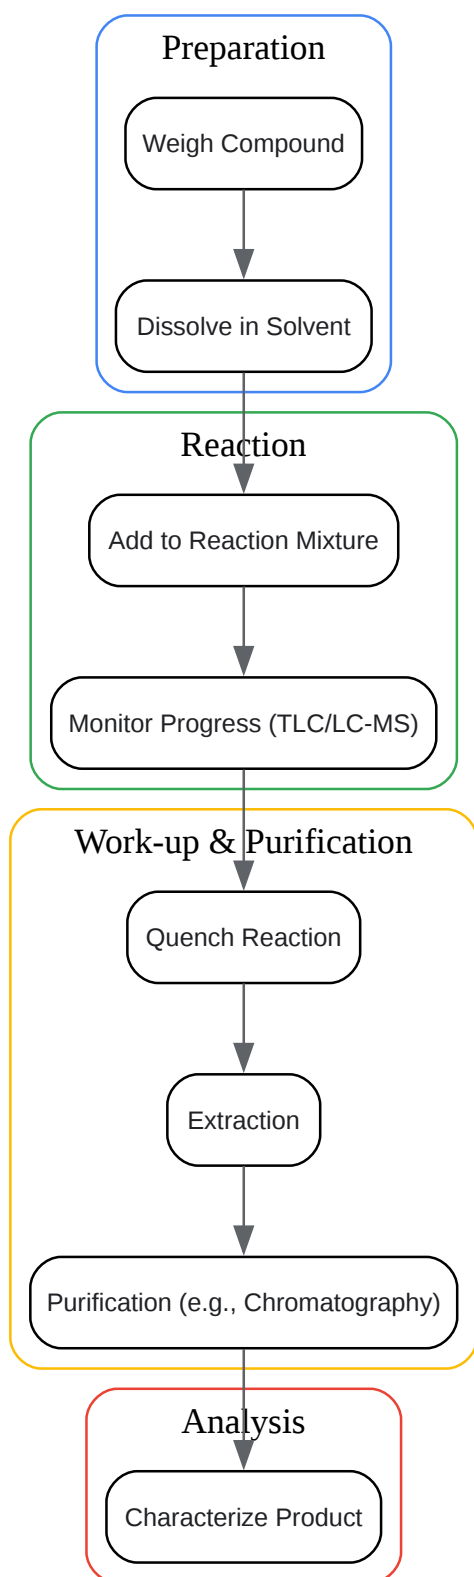 Preparation
Weigh Compound
Dissolve in Solvent
Reaction
Add to Reaction Mixture
Monitor Progress (TLC/LC-MS)
Work-up & Purification
Quench Reaction
Extraction
Purification (e.g., Chromatography)
Analysis
Characterize Product